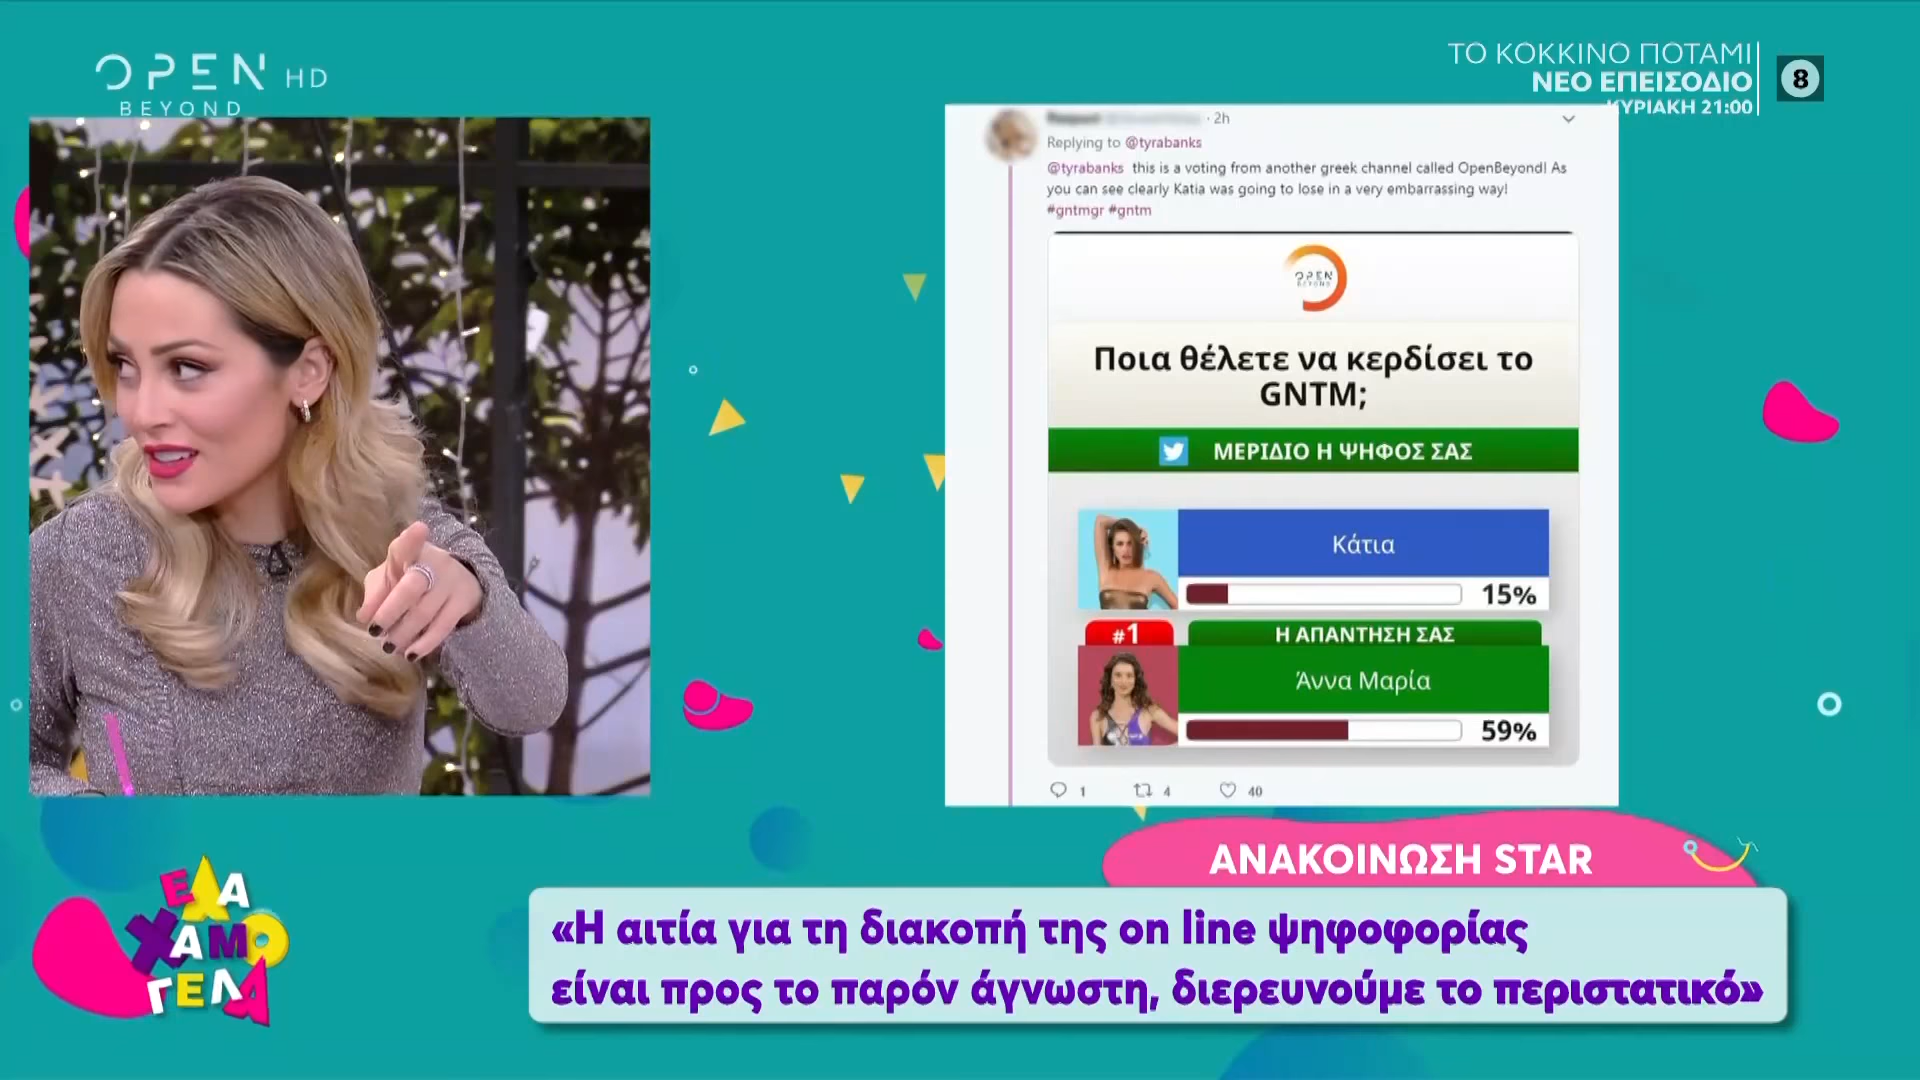 OPEN HD
BEYOND
ΤΟ ΚΟΚΚΙΝΟ ΠΟΤΑΜΙ
ΝΕΟ ΕΠΕΙΣΟΔΙΟ
ΚΥΡΙΑΚΗ 21:00
8
· 2h
Replying to @tyrabanks
@tyrabanks this is a voting from another greek channel called OpenBeyond! As
you can see clearly Katia was going to lose in a very embarrassing way!
#gntmgr #gntm
OPEN
BEYOND
Ποια θέλετε να κερδίσει το
GNTM;
ΜΕΡΙΔΙΟ Η ΨΗΦΟΣ ΣΑΣ
Κάτια
15%
#1
Η ΑΠΑΝΤΗΣΗ ΣΑΣ
Άννα Μαρία
59%
1 4 40
ΑΝΑΚΟΙΝΩΣΗ STAR
«Η αιτία για τη διακοπή της on line ψηφοφορίας
είναι προς το παρόν άγνωστη, διερευνούμε το περιστατικό»
ΕΛΑ
ΧΑΜΟ
ΓΕΛΑ